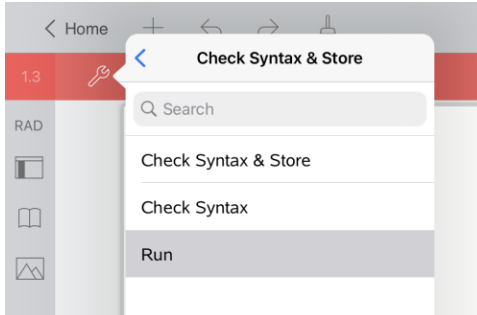 Home
Check Syntax & Store
1.3
Search
RAD
Check Syntax & Store
Check Syntax
Run